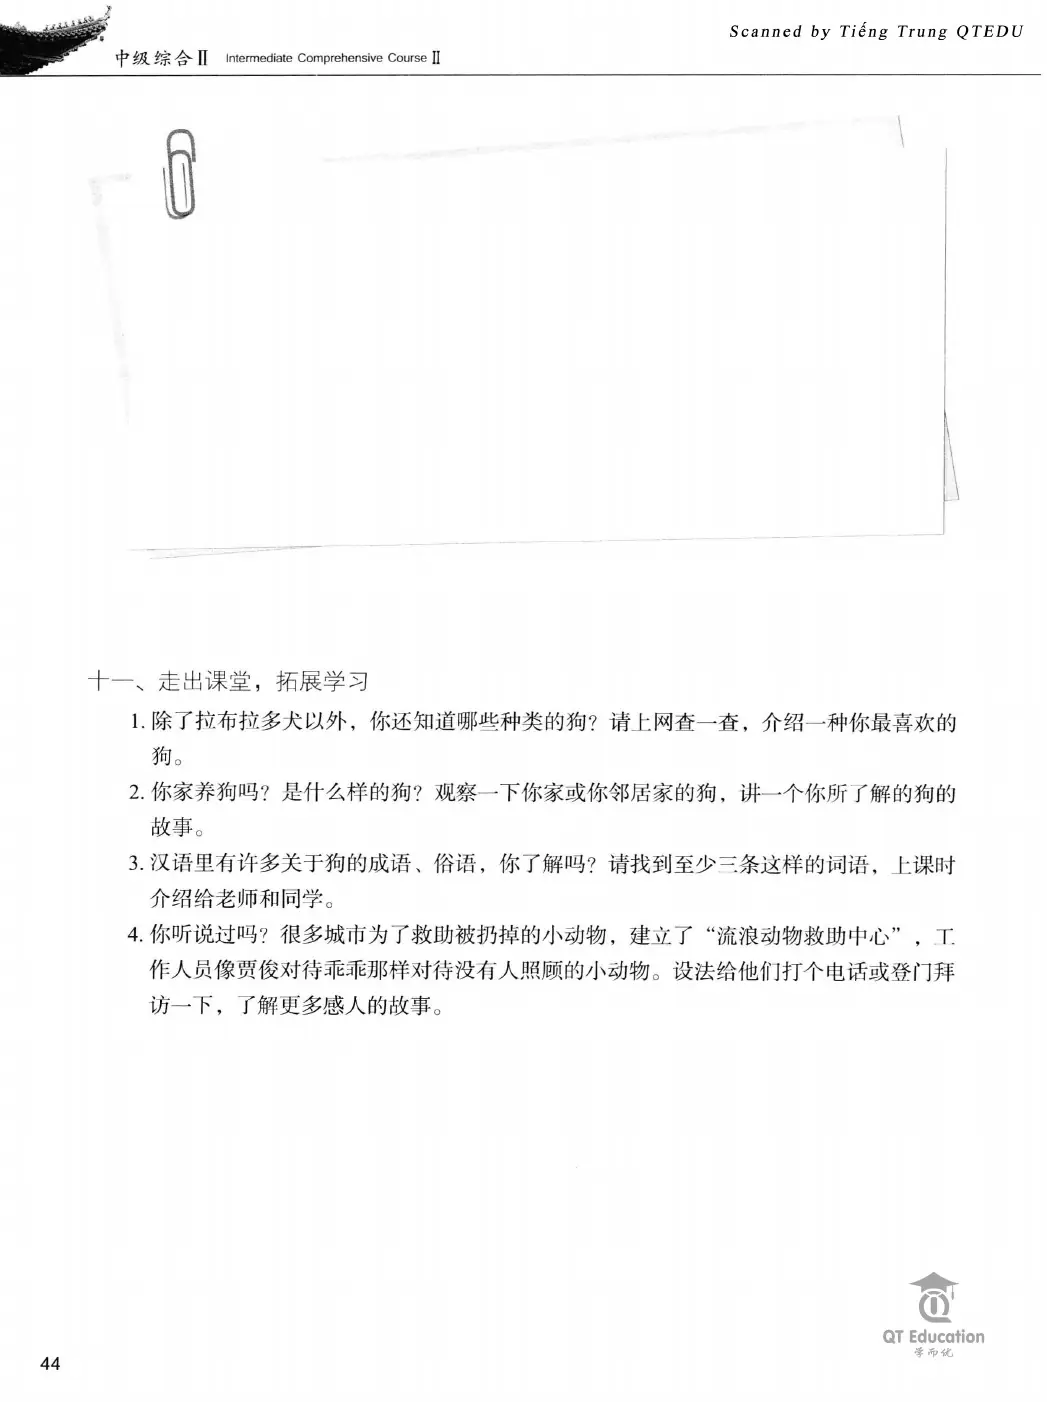 Scanned by Tiếng Trung QTEDU
中级综合Ⅱ Intermediate Comprehensive Course Ⅱ
十一、走出课堂，拓展学习
1. 除了拉布拉多犬以外，你还知道哪些种类的狗？请上网查一查，介绍一种你最喜欢的
狗。
2. 你家养狗吗？是什么样的狗？观察一下你家或你邻居家的狗，讲一个你所了解的狗的
故事。
3. 汉语里有许多关于狗的成语、俗语，你了解吗？请找到至少三条这样的词语，上课时
介绍给老师和同学。
4. 你听说过吗？很多城市为了救助被扔掉的小动物，建立了“流浪动物救助中心”，工
作人员像贾俊对待乖乖那样对待没有人照顾的小动物。设法给他们打个电话或登门拜
访一下，了解更多感人的故事。
QT Education
学而优
44